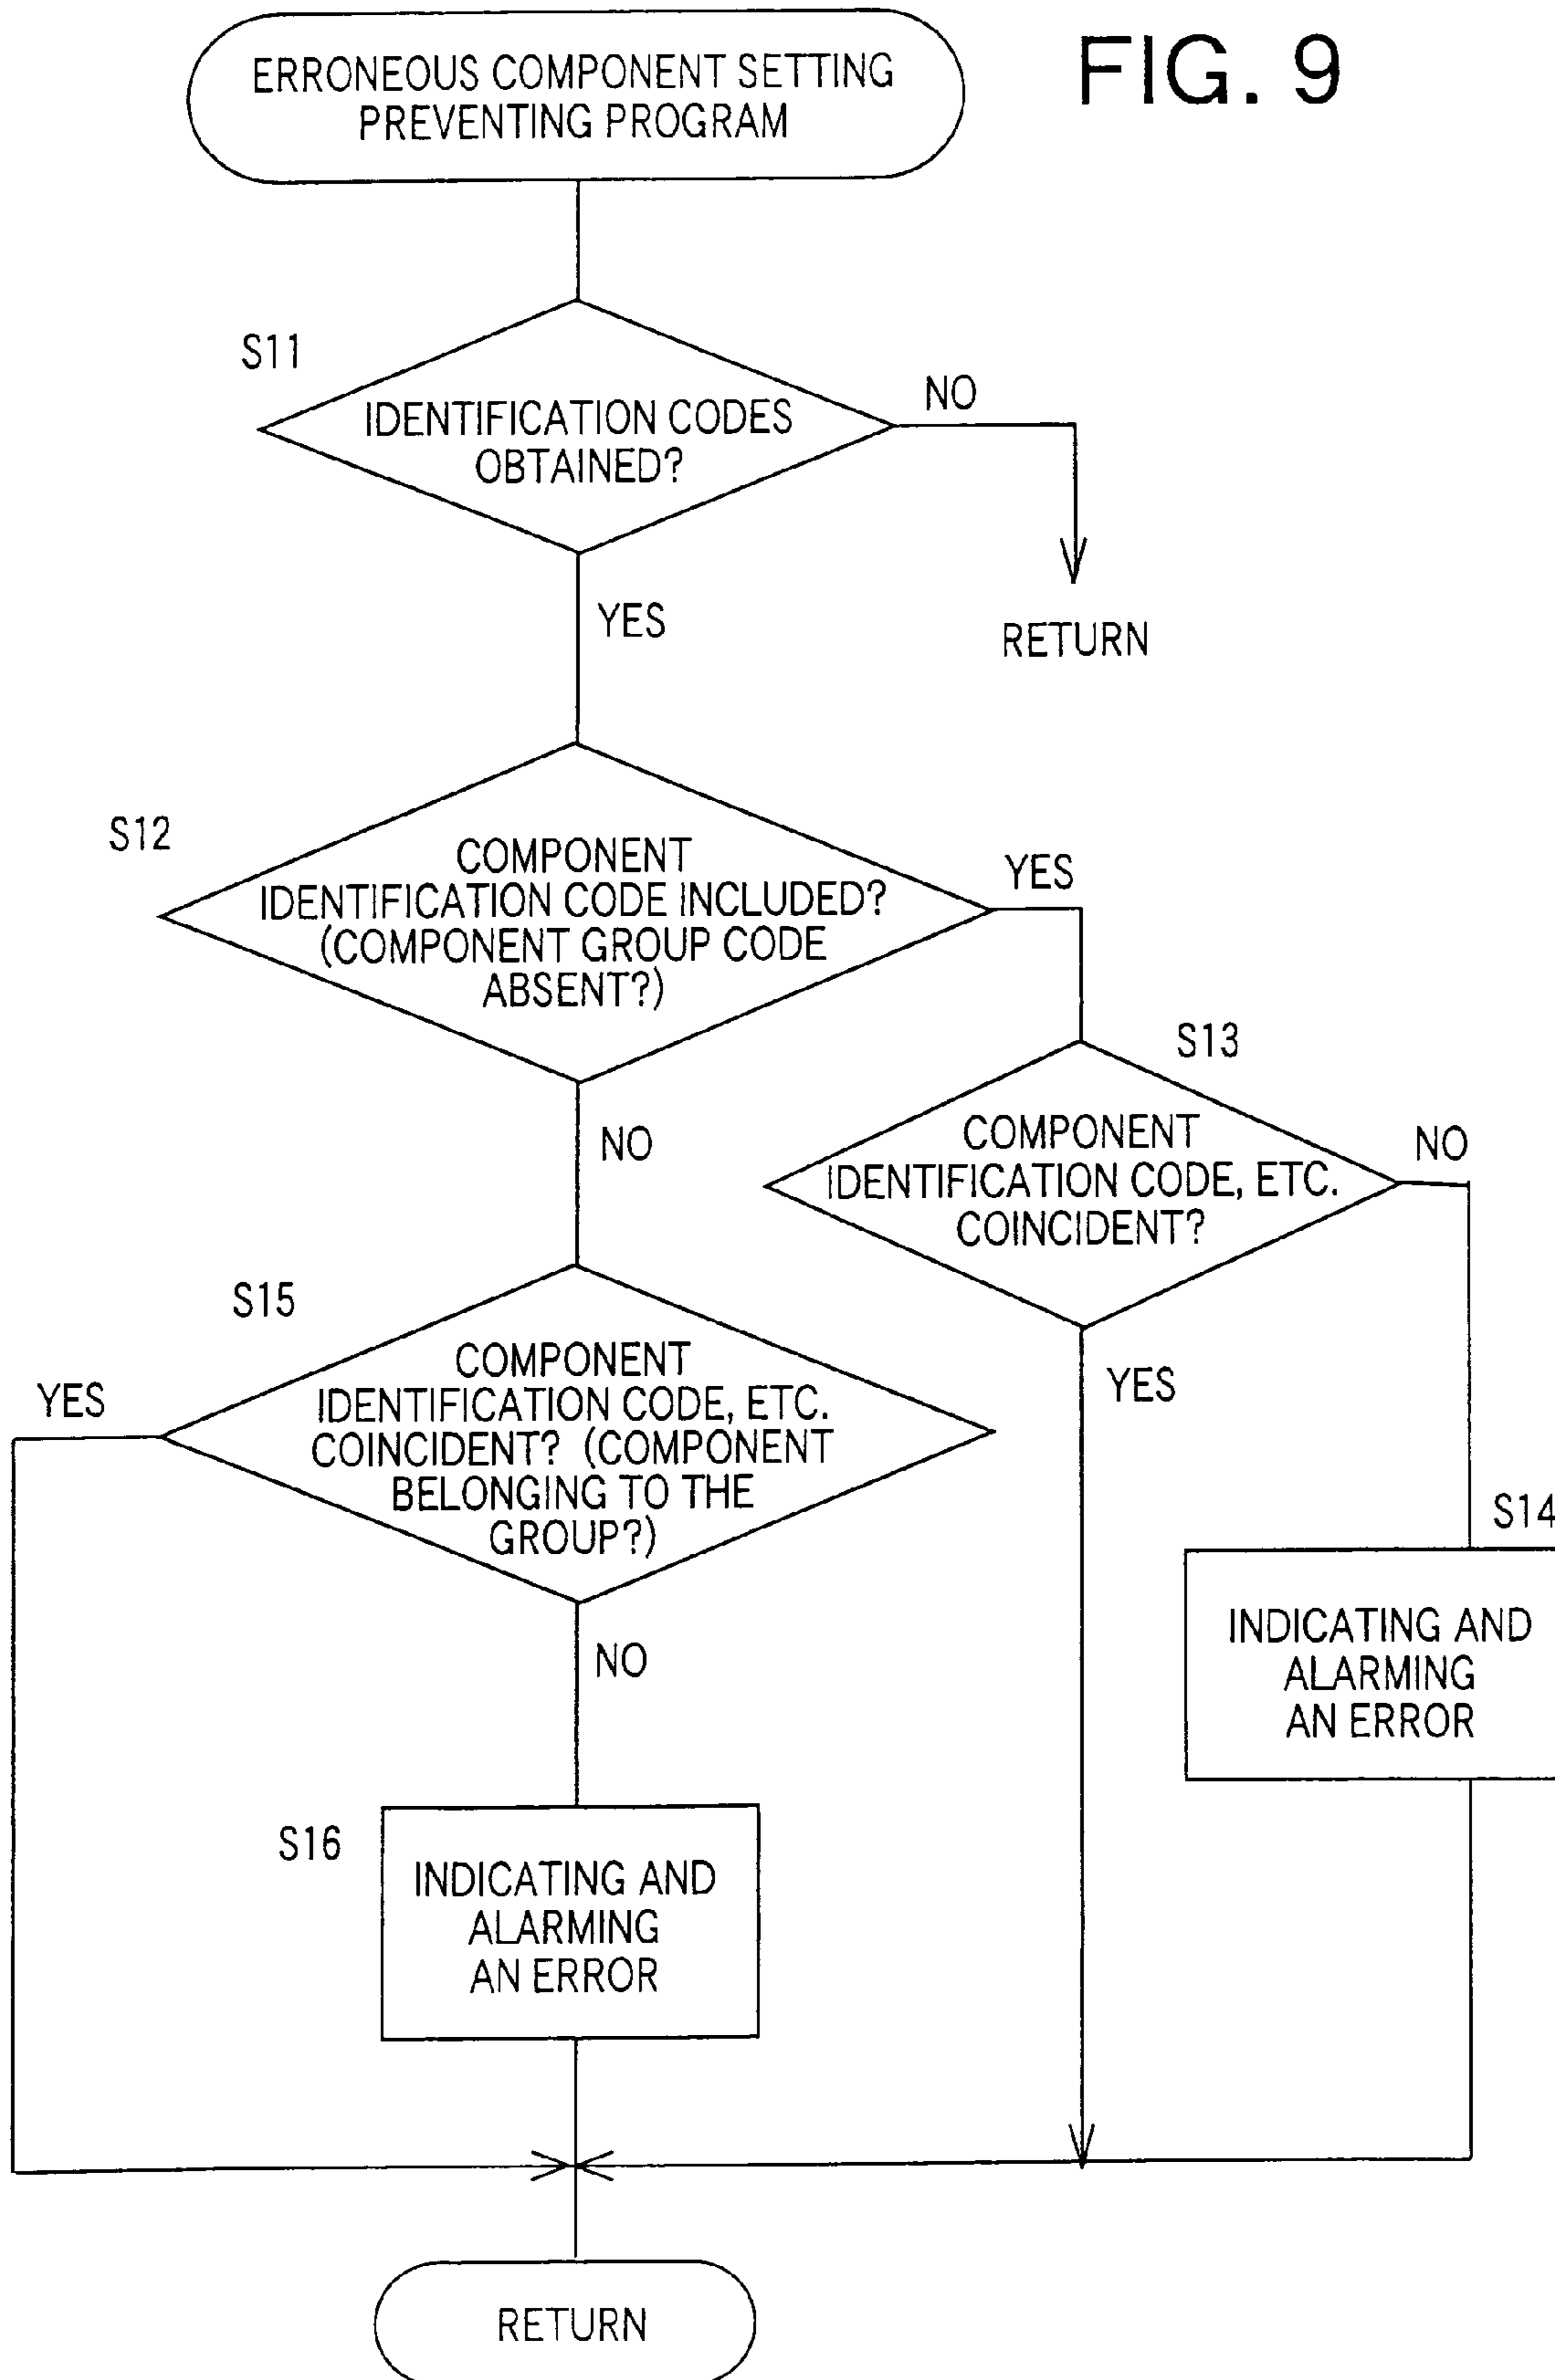 FIG. 9
ERRONEOUS COMPONENT SETTING
PREVENTING PROGRAM
S11
IDENTIFICATION CODES
OBTAINED?
NO
RETURN
YES
S12
COMPONENT
IDENTIFICATION CODE INCLUDED?
(COMPONENT GROUP CODE
ABSENT?)
YES
NO
S13
COMPONENT
IDENTIFICATION CODE, ETC.
COINCIDENT?
NO
YES
S14
INDICATING AND
ALARMING
AN ERROR
S15
COMPONENT
IDENTIFICATION CODE, ETC.
COINCIDENT? (COMPONENT
BELONGING TO THE
GROUP?)
YES
NO
S16
INDICATING AND
ALARMING
AN ERROR
RETURN